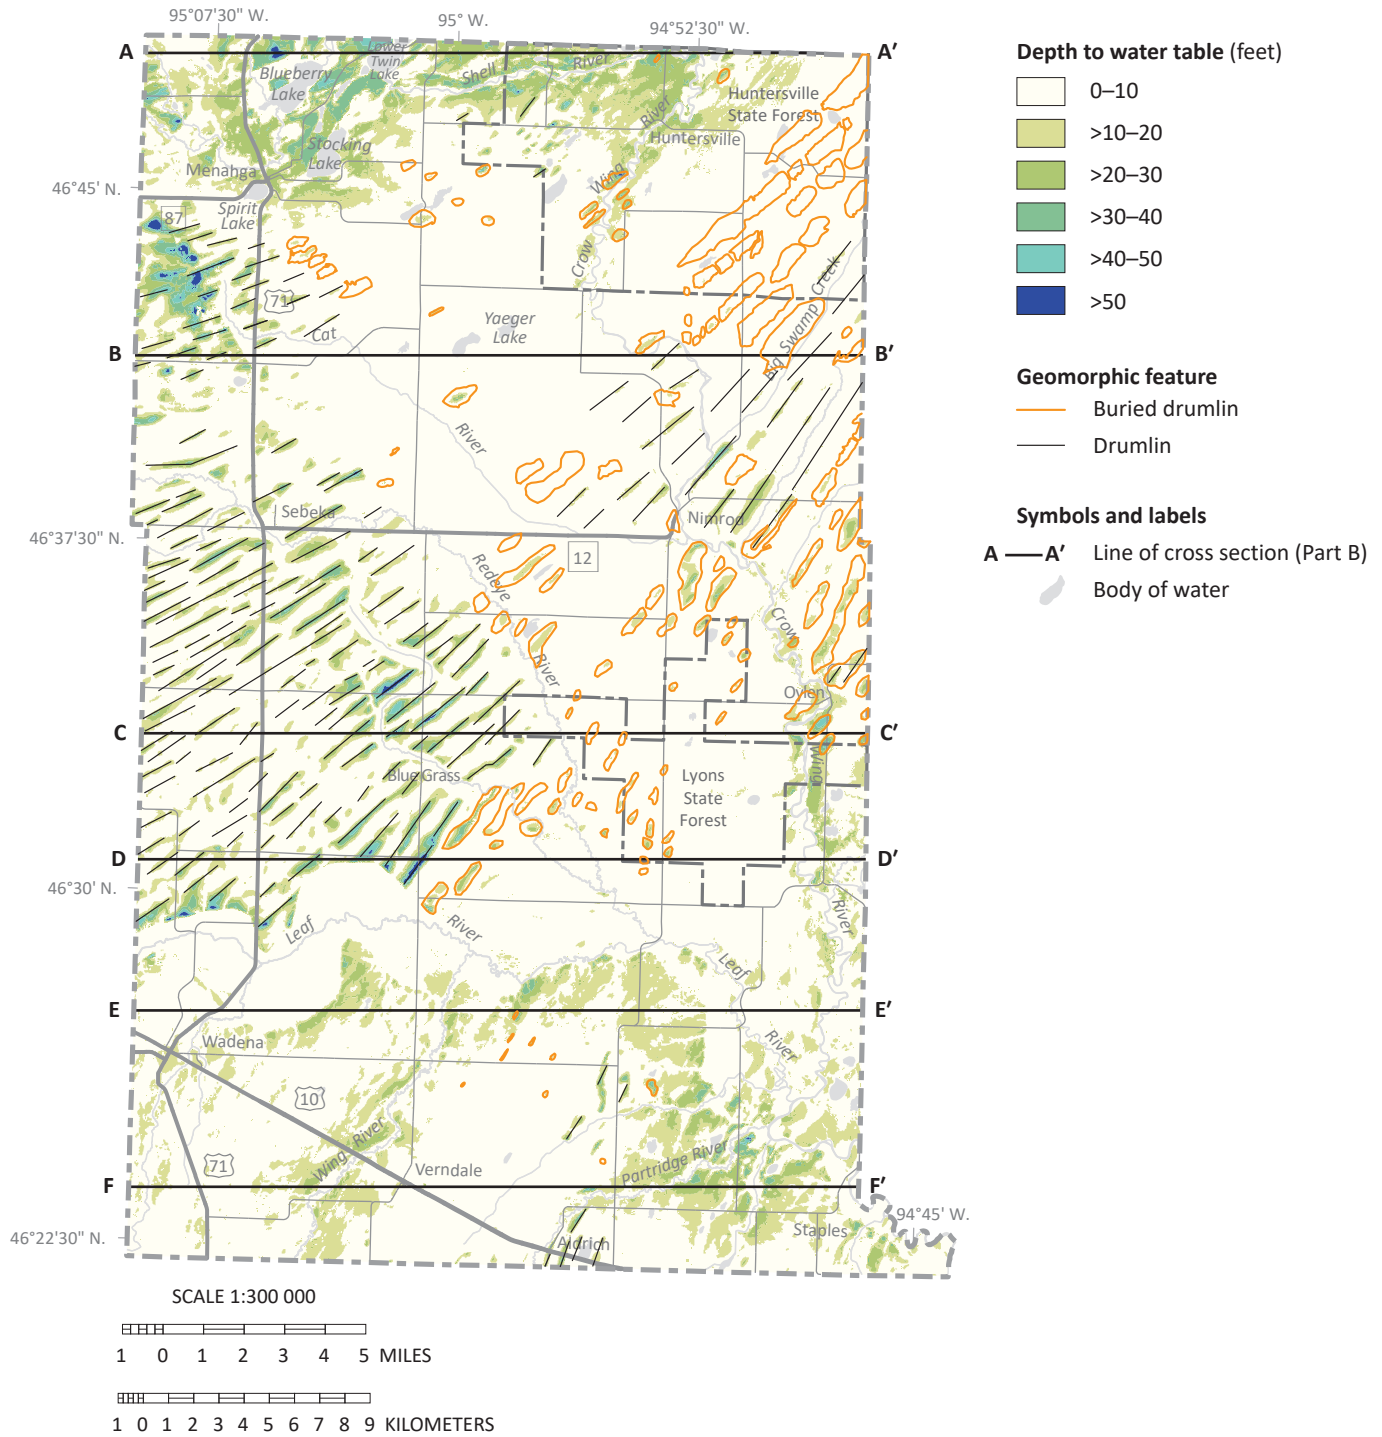 95°07'30" W.
95° W.
94°52'30" W.
A
A′
Blueberry
Lake
Lower
Twin
Lake
Shell
River
Huntersville
State Forest
River
Huntersville
Stocking
Lake
Menahga
46°45' N.
Wing
87
Spirit
Lake
Crow
71
Big Swamp Creek
Cat
Yaeger
Lake
B
B′
River
Sebeka
Nimrod
46°37'30" N.
12
Redeye
Crow
River
Oylen
C
C′
Wing
Blue Grass
Lyons
State
Forest
D
D′
46°30' N.
Leaf
River
River
Leaf
E
E′
Wadena
River
10
Wing River
71
Verndale
Partridge River
F
F′
94°45' W.
46°22'30" N.
Aldrich
Staples
SCALE 1:300 000
1 0 1 2 3 4 5 MILES
1 0 1 2 3 4 5 6 7 8 9 KILOMETERS
Depth to water table (feet)
0–10
>10–20
>20–30
>30–40
>40–50
>50
Geomorphic feature
Buried drumlin
Drumlin
Symbols and labels
A A′ Line of cross section (Part B)
Body of water